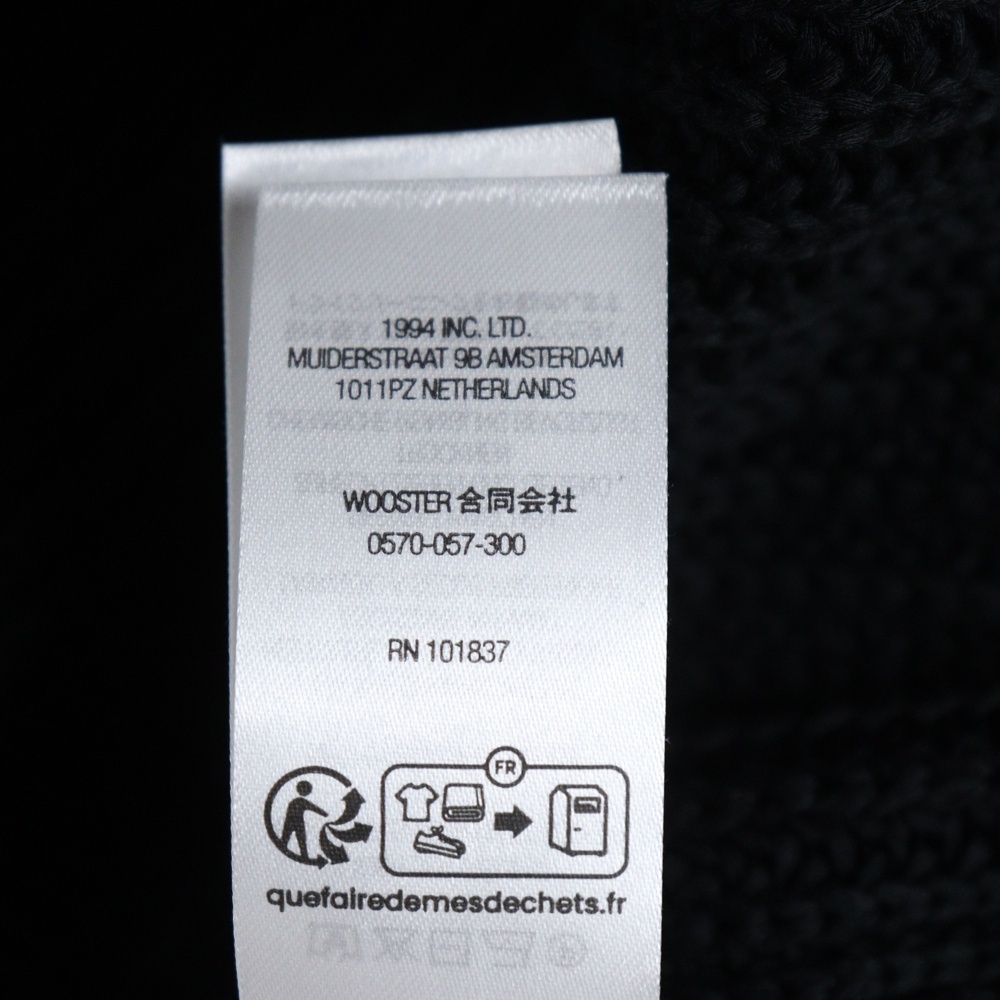 1994 INC. LTD.
MUIDERSTRAAT 9B AMSTERDAM
1011PZ NETHERLANDS
WOOSTER 合同会社
0570-057-300
RN 101837
FR
quefairedemesdechets.fr